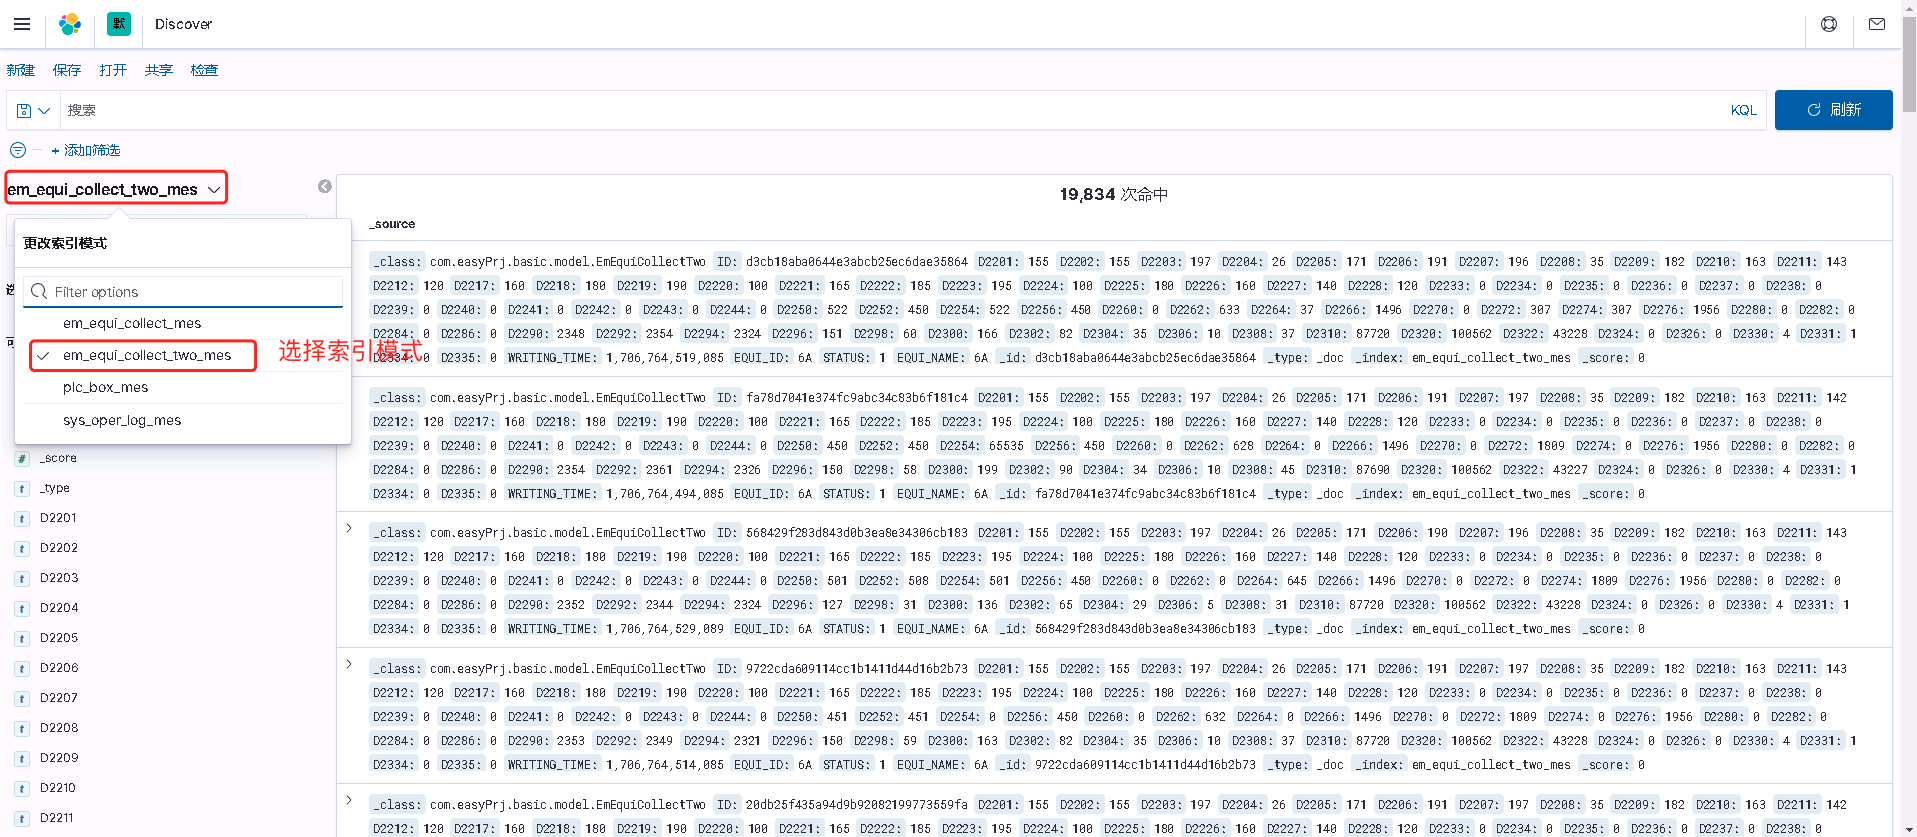 默 Discover
新建 保存 打开 共享 检查
搜索 KQL 刷新
+ 添加筛选
em_equi_collect_two_mes
更改索引模式
Filter options
em_equi_collect_mes
em_equi_collect_two_mes
选择索引模式
plc_box_mes
sys_oper_log_mes
# _score
t _type
t D2201
t D2202
t D2203
t D2204
t D2205
t D2206
t D2207
t D2208
t D2209
t D2210
t D2211
19,834 次命中
_source
_class: com.easyPrj.basic.model.EmEquiCollectTwo ID: d3cb18aba0644e3abcb25ec6dae35864 D2201: 155 D2202: 155 D2203: 197 D2204: 26 D2205: 171 D2206: 191 D2207: 196 D2208: 35 D2209: 182 D2210: 163 D2211: 143
D2212: 120 D2217: 160 D2218: 180 D2219: 190 D2220: 100 D2221: 165 D2222: 185 D2223: 195 D2224: 100 D2225: 180 D2226: 160 D2227: 140 D2228: 120 D2233: 0 D2234: 0 D2235: 0 D2236: 0 D2237: 0 D2238: 0
D2239: 0 D2240: 0 D2241: 0 D2242: 0 D2243: 0 D2244: 0 D2250: 522 D2252: 450 D2254: 522 D2256: 450 D2260: 0 D2262: 633 D2264: 37 D2266: 1496 D2270: 0 D2272: 307 D2274: 307 D2276: 1956 D2280: 0 D2282: 0
D2284: 0 D2286: 0 D2290: 2348 D2292: 2354 D2294: 2324 D2296: 151 D2298: 60 D2300: 166 D2302: 82 D2304: 35 D2306: 10 D2308: 37 D2310: 87720 D2320: 100562 D2322: 43228 D2324: 0 D2326: 0 D2330: 4 D2331: 1
D2334: 0 D2335: 0 WRITING_TIME: 1,706,764,519,085 EQUI_ID: 6A STATUS: 1 EQUI_NAME: 6A _id: d3cb18aba0644e3abcb25ec6dae35864 _type: _doc _index: em_equi_collect_two_mes _score: 0
_class: com.easyPrj.basic.model.EmEquiCollectTwo ID: fa78d7041e374fc9abc34c83b6f181c4 D2201: 155 D2202: 155 D2203: 197 D2204: 26 D2205: 171 D2206: 191 D2207: 197 D2208: 35 D2209: 182 D2210: 163 D2211: 142
D2212: 120 D2217: 160 D2218: 180 D2219: 190 D2220: 100 D2221: 165 D2222: 185 D2223: 195 D2224: 100 D2225: 180 D2226: 160 D2227: 140 D2228: 120 D2233: 0 D2234: 0 D2235: 0 D2236: 0 D2237: 0 D2238: 0
D2239: 0 D2240: 0 D2241: 0 D2242: 0 D2243: 0 D2244: 0 D2250: 450 D2252: 450 D2254: 65535 D2256: 450 D2260: 0 D2262: 628 D2264: 0 D2266: 1496 D2270: 0 D2272: 1809 D2274: 0 D2276: 1956 D2280: 0 D2282: 0
D2284: 0 D2286: 0 D2290: 2354 D2292: 2361 D2294: 2326 D2296: 150 D2298: 58 D2300: 199 D2302: 90 D2304: 34 D2306: 10 D2308: 45 D2310: 87690 D2320: 100562 D2322: 43227 D2324: 0 D2326: 0 D2330: 4 D2331: 1
D2334: 0 D2335: 0 WRITING_TIME: 1,706,764,494,085 EQUI_ID: 6A STATUS: 1 EQUI_NAME: 6A _id: fa78d7041e374fc9abc34c83b6f181c4 _type: _doc _index: em_equi_collect_two_mes _score: 0
_class: com.easyPrj.basic.model.EmEquiCollectTwo ID: 568429f283d843d0b3ea8e34306cb183 D2201: 155 D2202: 155 D2203: 197 D2204: 26 D2205: 171 D2206: 190 D2207: 196 D2208: 35 D2209: 182 D2210: 163 D2211: 143
D2212: 120 D2217: 160 D2218: 180 D2219: 190 D2220: 100 D2221: 165 D2222: 185 D2223: 195 D2224: 100 D2225: 180 D2226: 160 D2227: 140 D2228: 120 D2233: 0 D2234: 0 D2235: 0 D2236: 0 D2237: 0 D2238: 0
D2239: 0 D2240: 0 D2241: 0 D2242: 0 D2243: 0 D2244: 0 D2250: 501 D2252: 508 D2254: 501 D2256: 450 D2260: 0 D2262: 0 D2264: 645 D2266: 1496 D2270: 0 D2272: 0 D2274: 1809 D2276: 1956 D2280: 0 D2282: 0
D2284: 0 D2286: 0 D2290: 2352 D2292: 2344 D2294: 2324 D2296: 127 D2298: 31 D2300: 136 D2302: 65 D2304: 29 D2306: 5 D2308: 31 D2310: 87720 D2320: 100562 D2322: 43228 D2324: 0 D2326: 0 D2330: 4 D2331: 1
D2334: 0 D2335: 0 WRITING_TIME: 1,706,764,529,089 EQUI_ID: 6A STATUS: 1 EQUI_NAME: 6A _id: 568429f283d843d0b3ea8e34306cb183 _type: _doc _index: em_equi_collect_two_mes _score: 0
_class: com.easyPrj.basic.model.EmEquiCollectTwo ID: 9722cda609114cc1b1411d44d16b2b73 D2201: 155 D2202: 155 D2203: 197 D2204: 26 D2205: 171 D2206: 191 D2207: 197 D2208: 35 D2209: 182 D2210: 163 D2211: 143
D2212: 120 D2217: 160 D2218: 180 D2219: 190 D2220: 100 D2221: 165 D2222: 185 D2223: 195 D2224: 100 D2225: 180 D2226: 160 D2227: 140 D2228: 120 D2233: 0 D2234: 0 D2235: 0 D2236: 0 D2237: 0 D2238: 0
D2239: 0 D2240: 0 D2241: 0 D2242: 0 D2243: 0 D2244: 0 D2250: 451 D2252: 451 D2254: 0 D2256: 450 D2260: 0 D2262: 632 D2264: 0 D2266: 1496 D2270: 0 D2272: 1809 D2274: 0 D2276: 1956 D2280: 0 D2282: 0
D2284: 0 D2286: 0 D2290: 2353 D2292: 2349 D2294: 2321 D2296: 150 D2298: 59 D2300: 163 D2302: 82 D2304: 35 D2306: 10 D2308: 37 D2310: 87720 D2320: 100562 D2322: 43228 D2324: 0 D2326: 0 D2330: 4 D2331: 1
D2334: 0 D2335: 0 WRITING_TIME: 1,706,764,514,085 EQUI_ID: 6A STATUS: 1 EQUI_NAME: 6A _id: 9722cda609114cc1b1411d44d16b2b73 _type: _doc _index: em_equi_collect_two_mes _score: 0
_class: com.easyPrj.basic.model.EmEquiCollectTwo ID: 20db25f435a94d9b92082199773559fa D2201: 155 D2202: 155 D2203: 197 D2204: 26 D2205: 171 D2206: 191 D2207: 197 D2208: 35 D2209: 182 D2210: 163 D2211: 142
D2212: 120 D2217: 160 D2218: 180 D2219: 190 D2220: 100 D2221: 165 D2222: 185 D2223: 195 D2224: 100 D2225: 180 D2226: 160 D2227: 140 D2228: 120 D2233: 0 D2234: 0 D2235: 0 D2236: 0 D2237: 0 D2238: 0